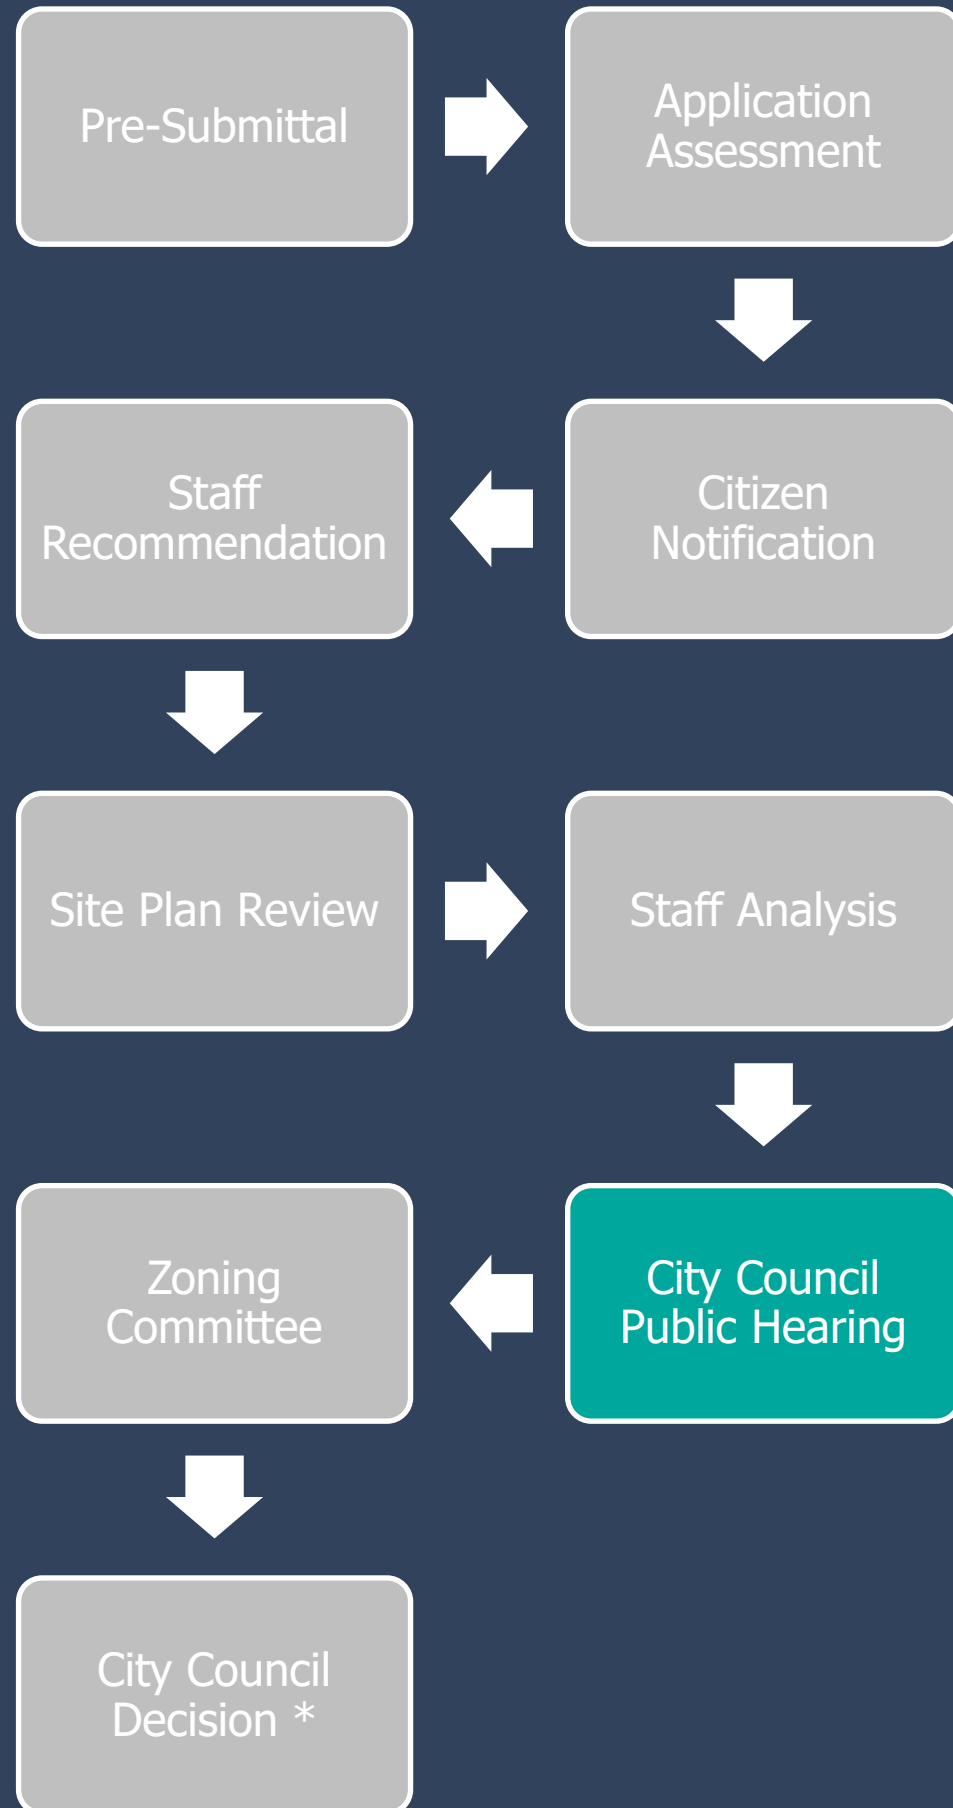 Pre-Submittal
Application
Assessment
Citizen
Notification
Staff
Recommendation
Site Plan Review
Staff Analysis
City Council
Public Hearing
Zoning
Committee
City Council
Decision *